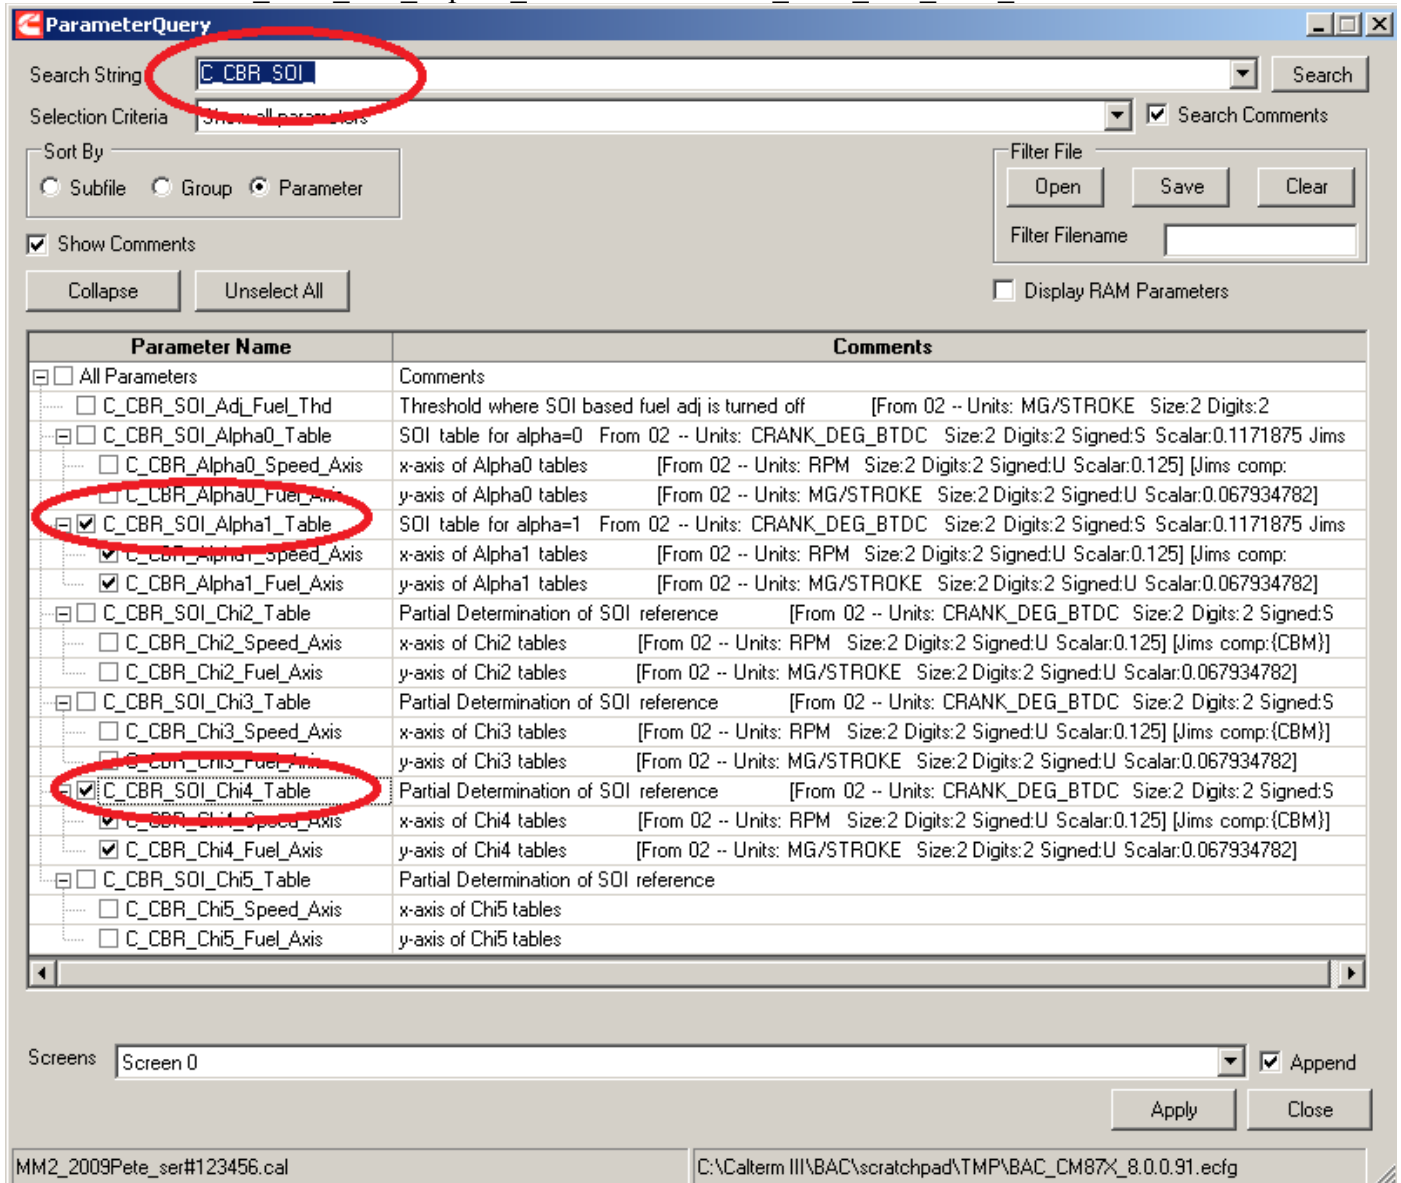 ParameterQuery
Search String C_CBR_SOI_ Search
Selection Criteria Show all parameters Search Comments
Sort By Filter File
Subfile Group Parameter Open Save Clear
Show Comments Filter Filename
Collapse Unselect All Display RAM Parameters
Parameter Name Comments
All Parameters Comments
C_CBR_SOI_Adj_Fuel_Thd Threshold where SOI based fuel adj is turned off [From 02 -- Units: MG/STROKE Size:2 Digits:2
C_CBR_SOI_Alpha0_Table SOI table for alpha=0 From 02 -- Units: CRANK_DEG_BTDC Size:2 Digits:2 Signed:S Scalar:0.1171875 Jims
C_CBR_Alpha0_Speed_Axis x-axis of Alpha0 tables [From 02 -- Units: RPM Size:2 Digits:2 Signed:U Scalar:0.125] [Jims comp:
C_CBR_Alpha0_Fuel_Axis y-axis of Alpha0 tables [From 02 -- Units: MG/STROKE Size:2 Digits:2 Signed:U Scalar:0.067934782]
C_CBR_SOI_Alpha1_Table SOI table for alpha=1 From 02 -- Units: CRANK_DEG_BTDC Size:2 Digits:2 Signed:S Scalar:0.1171875 Jims
C_CBR_Alpha1_Speed_Axis x-axis of Alpha1 tables [From 02 -- Units: RPM Size:2 Digits:2 Signed:U Scalar:0.125] [Jims comp:
C_CBR_Alpha1_Fuel_Axis y-axis of Alpha1 tables [From 02 -- Units: MG/STROKE Size:2 Digits:2 Signed:U Scalar:0.067934782]
C_CBR_SOI_Chi2_Table Partial Determination of SOI reference [From 02 -- Units: CRANK_DEG_BTDC Size:2 Digits:2 Signed:S
C_CBR_Chi2_Speed_Axis x-axis of Chi2 tables [From 02 -- Units: RPM Size:2 Digits:2 Signed:U Scalar:0.125] [Jims comp:{CBM}]
C_CBR_Chi2_Fuel_Axis y-axis of Chi2 tables [From 02 -- Units: MG/STROKE Size:2 Digits:2 Signed:U Scalar:0.067934782]
C_CBR_SOI_Chi3_Table Partial Determination of SOI reference [From 02 -- Units: CRANK_DEG_BTDC Size:2 Digits:2 Signed:S
C_CBR_Chi3_Speed_Axis x-axis of Chi3 tables [From 02 -- Units: RPM Size:2 Digits:2 Signed:U Scalar:0.125] [Jims comp:{CBM}]
C_CBR_Chi3_Fuel_Axis y-axis of Chi3 tables [From 02 -- Units: MG/STROKE Size:2 Digits:2 Signed:U Scalar:0.067934782]
C_CBR_SOI_Chi4_Table Partial Determination of SOI reference [From 02 -- Units: CRANK_DEG_BTDC Size:2 Digits:2 Signed:S
C_CBR_Chi4_Speed_Axis x-axis of Chi4 tables [From 02 -- Units: RPM Size:2 Digits:2 Signed:U Scalar:0.125] [Jims comp:{CBM}]
C_CBR_Chi4_Fuel_Axis y-axis of Chi4 tables [From 02 -- Units: MG/STROKE Size:2 Digits:2 Signed:U Scalar:0.067934782]
C_CBR_SOI_Chi5_Table Partial Determination of SOI reference
C_CBR_Chi5_Speed_Axis x-axis of Chi5 tables
C_CBR_Chi5_Fuel_Axis y-axis of Chi5 tables
Screens Screen 0 Append
Apply Close
MM2_2009Pete_ser#123456.cal C:\Calterm III\BAC\scratchpad\TMP\BAC_CM87X_8.0.0.91.ecfg